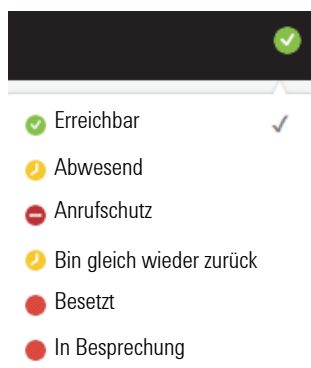 Erreichbar
Abwesend
Anrufschutz
Bin gleich wieder zurück
Besetzt
In Besprechung